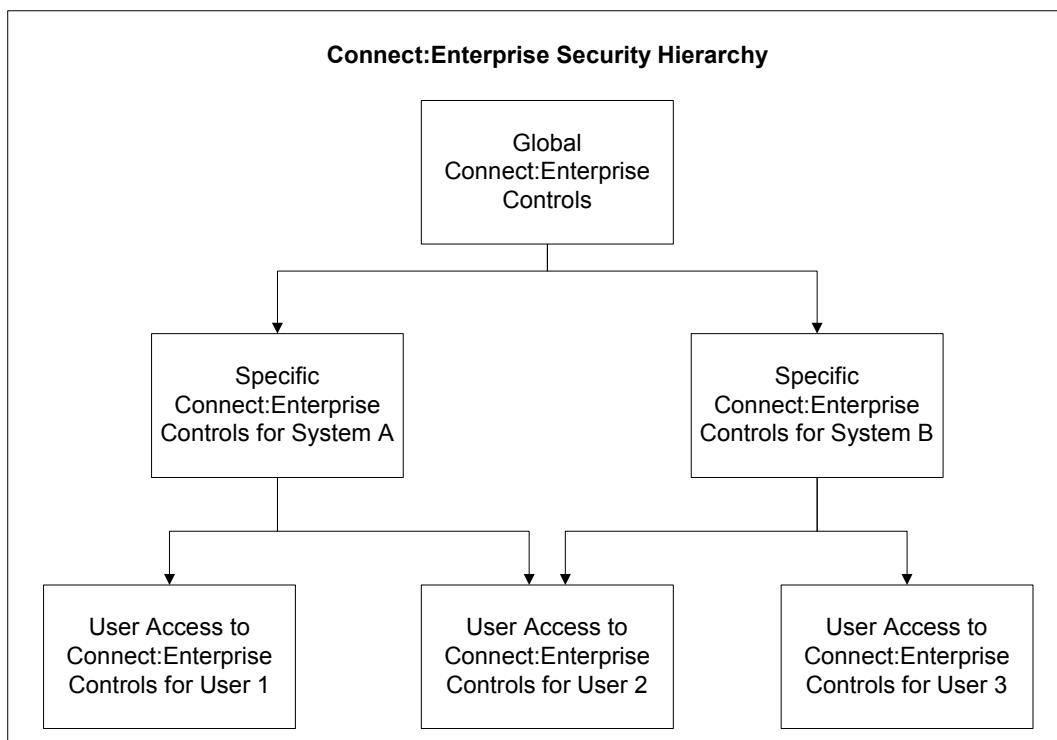 Connect:Enterprise Security Hierarchy
Global
Connect:Enterprise
Controls
Specific
Connect:Enterprise
Controls for System A
Specific
Connect:Enterprise
Controls for System B
User Access to
Connect:Enterprise
Controls for User 1
User Access to
Connect:Enterprise
Controls for User 2
User Access to
Connect:Enterprise
Controls for User 3